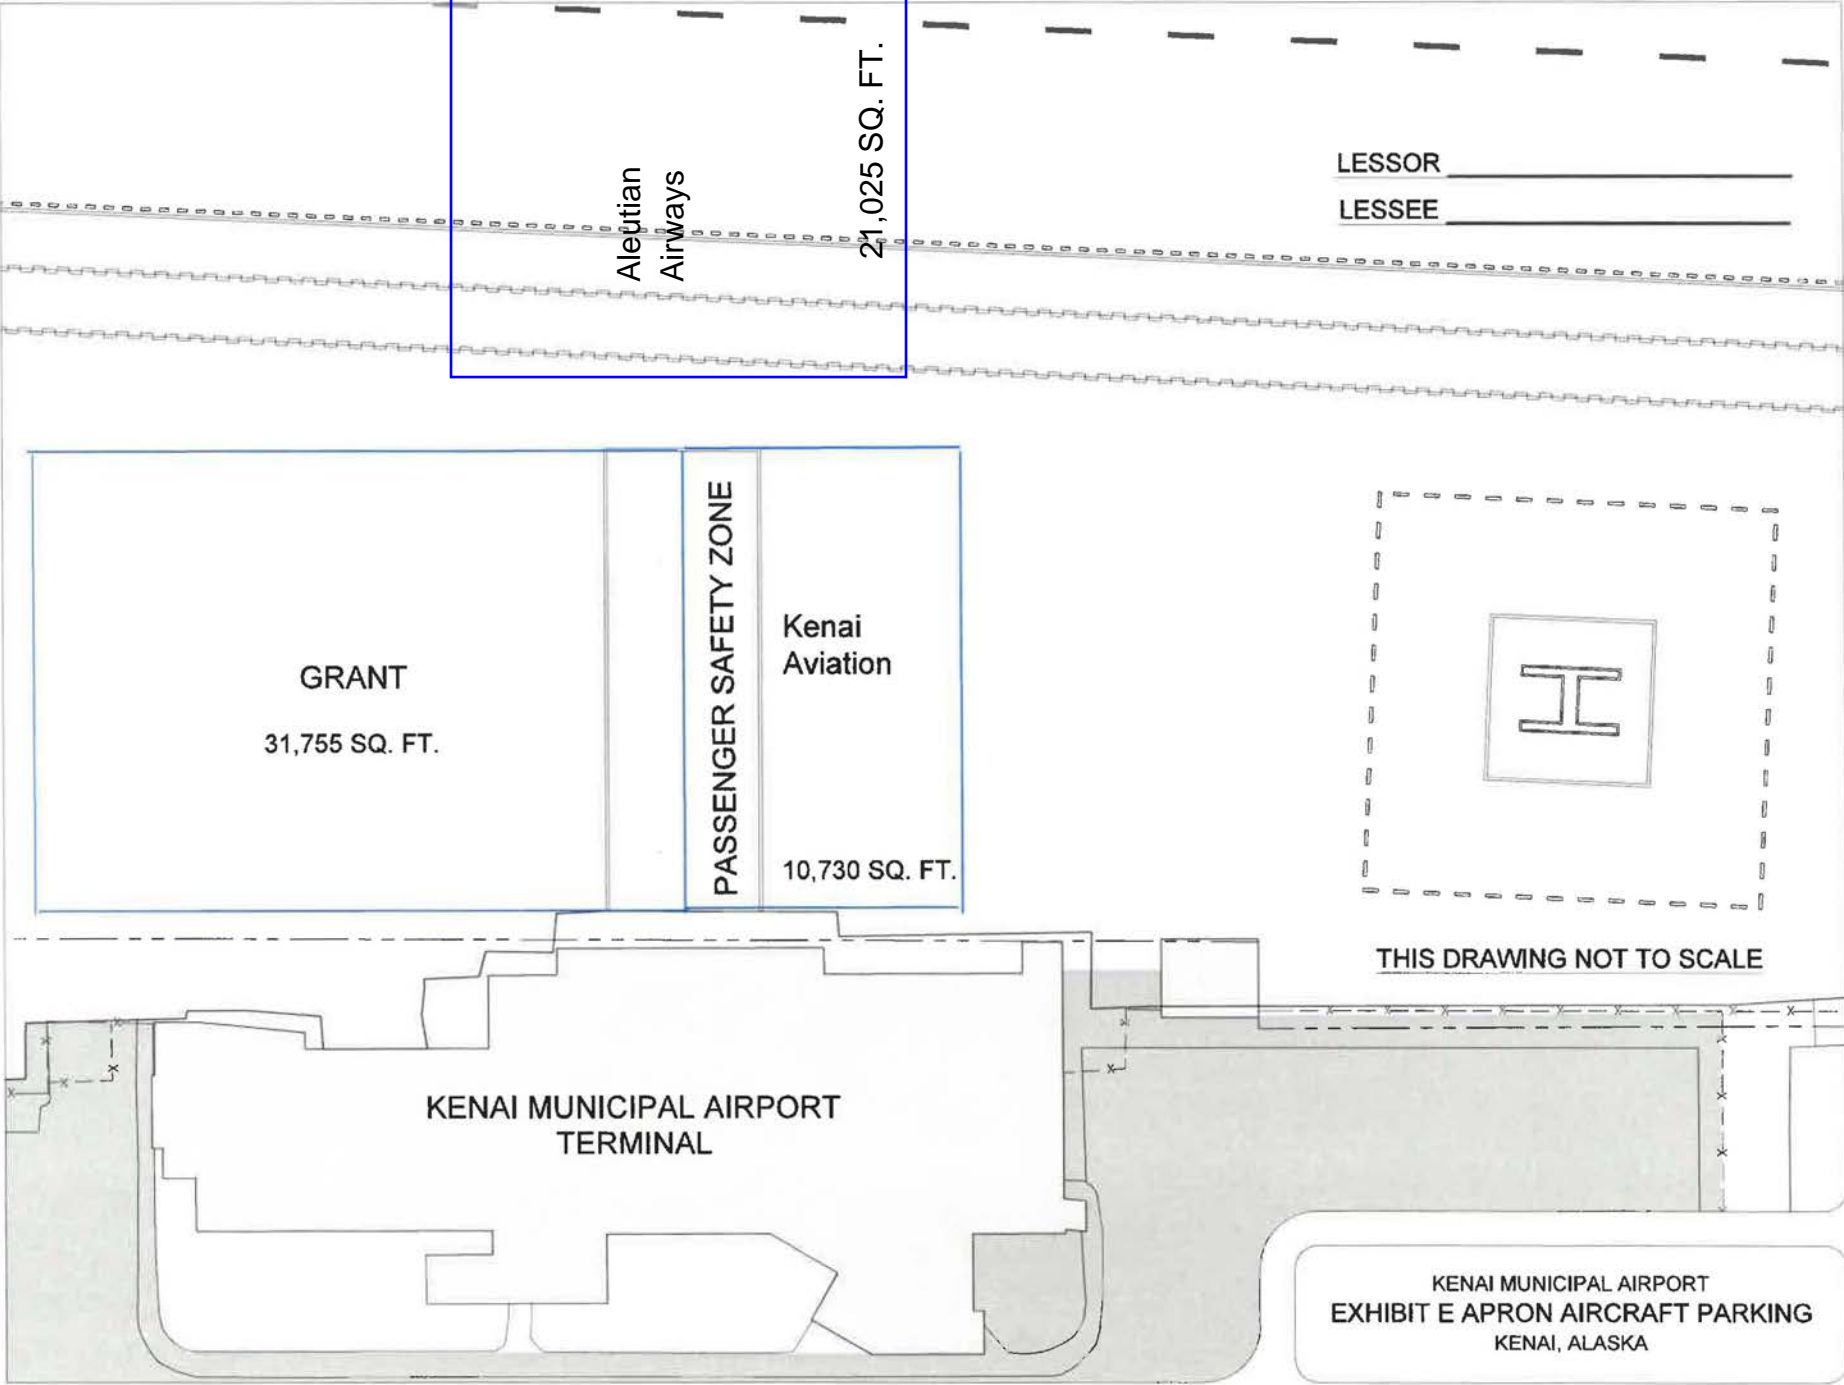 Aleutian
Airways
21,025 SQ. FT.
LESSOR
LESSEE
GRANT
31,755 SQ. FT.
PASSENGER SAFETY ZONE
Kenai
Aviation
10,730 SQ. FT.
H
THIS DRAWING NOT TO SCALE
KENAI MUNICIPAL AIRPORT
TERMINAL
KENAI MUNICIPAL AIRPORT
EXHIBIT E APRON AIRCRAFT PARKING
KENAI, ALASKA